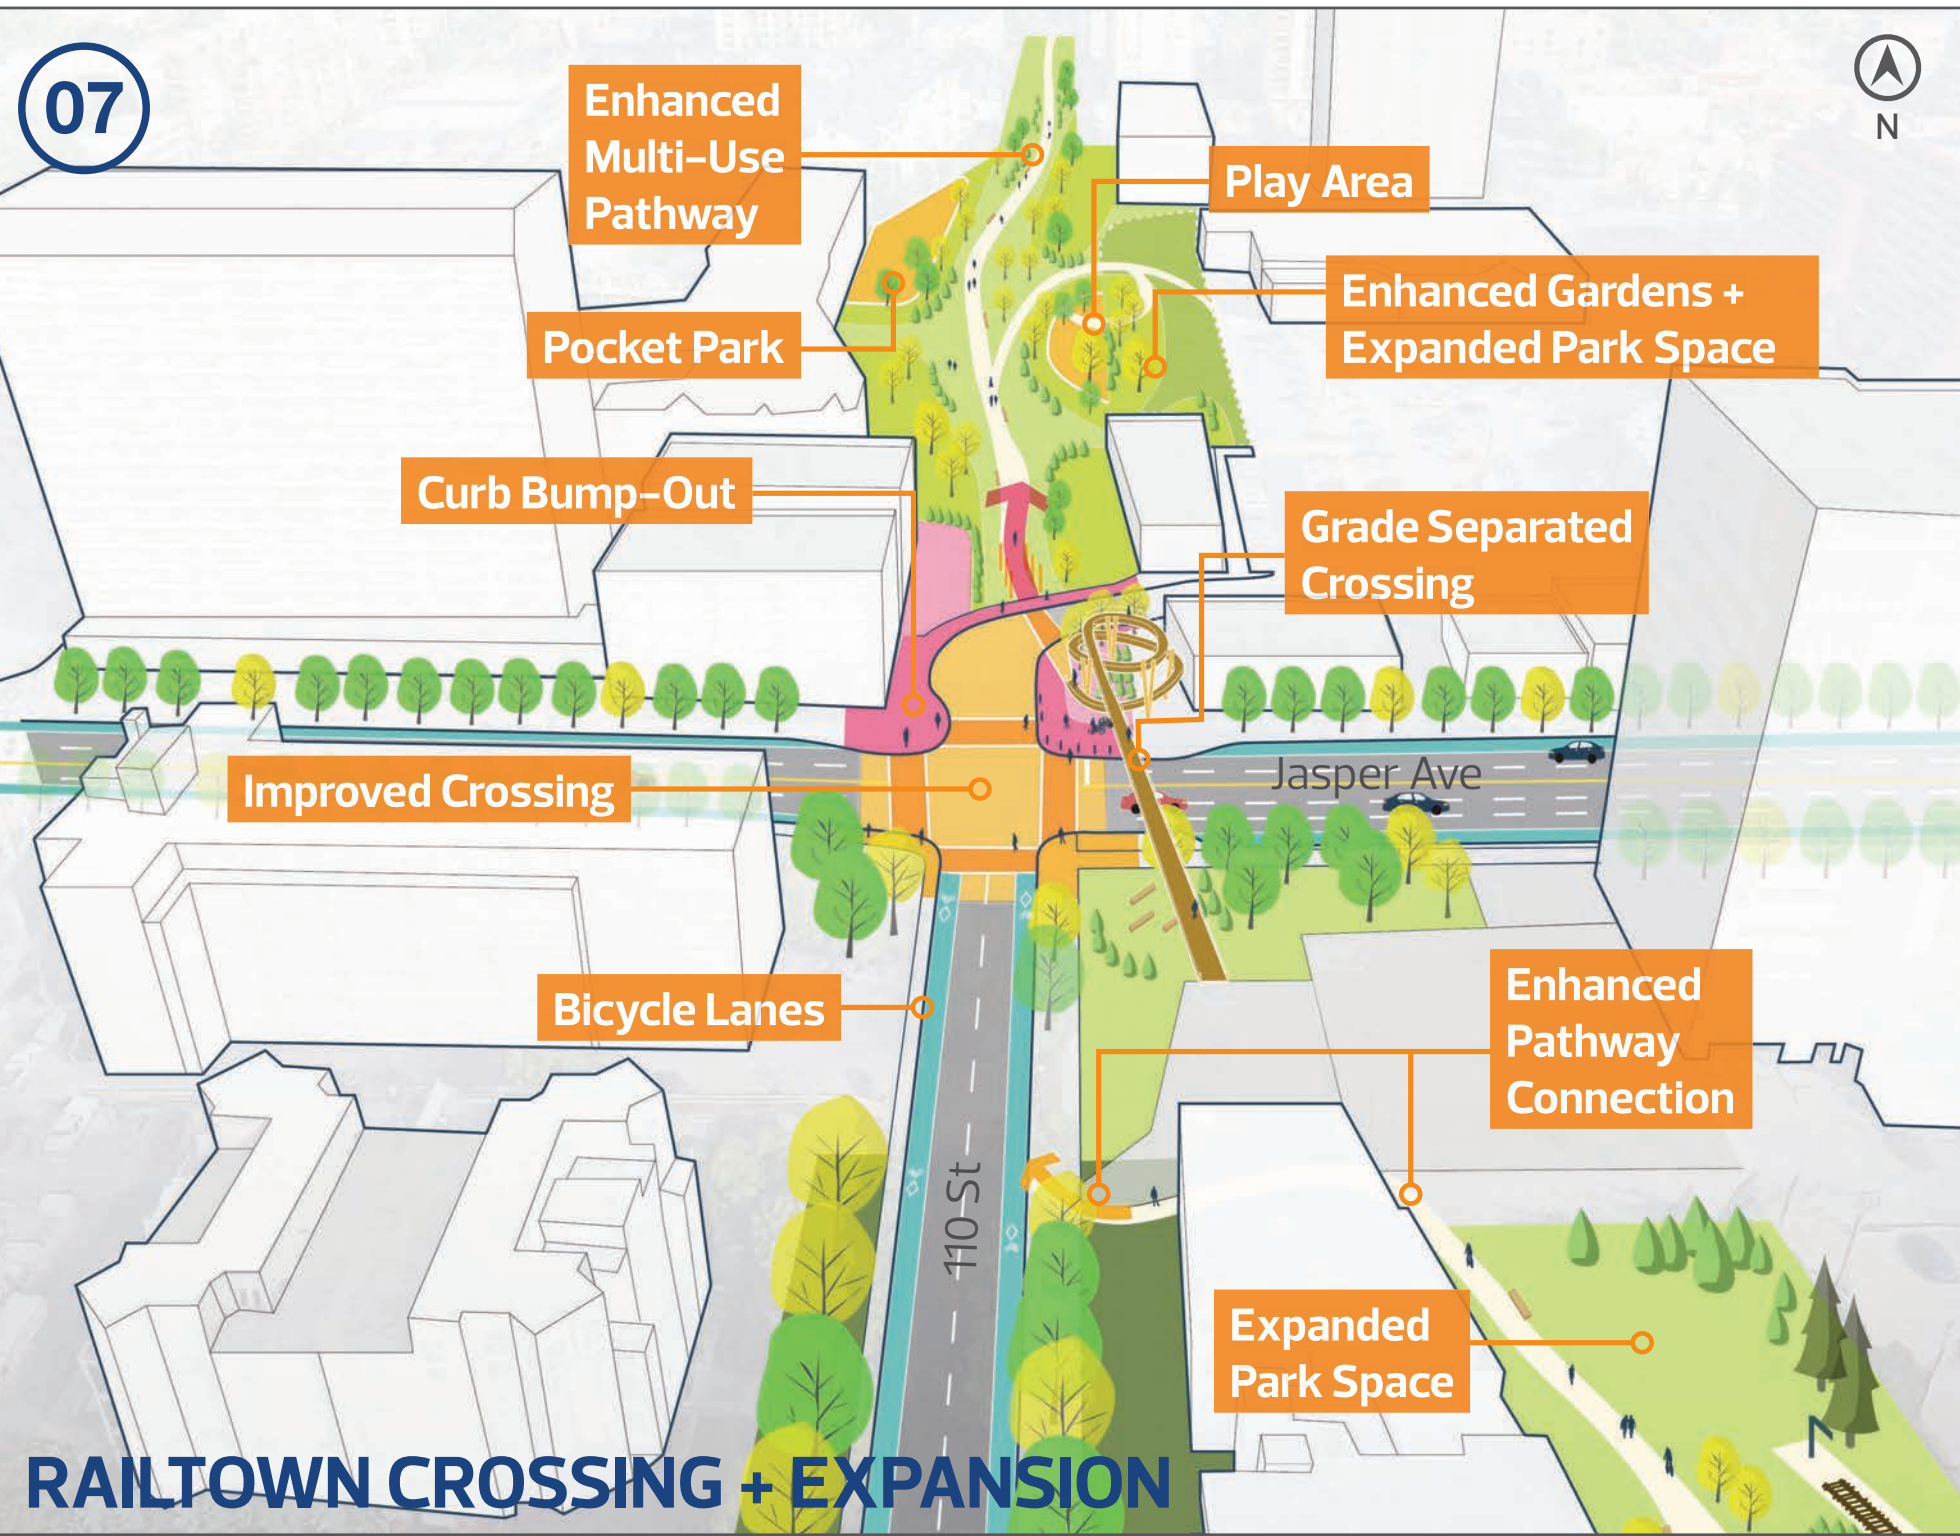 07
N
Enhanced
Multi-Use
Pathway
Play Area
Enhanced Gardens +
Expanded Park Space
Pocket Park
Curb Bump-Out
Grade Separated
Crossing
Jasper Ave
Improved Crossing
Bicycle Lanes
Enhanced
Pathway
Connection
110 St
Expanded
Park Space
RAILTOWN CROSSING + EXPANSION